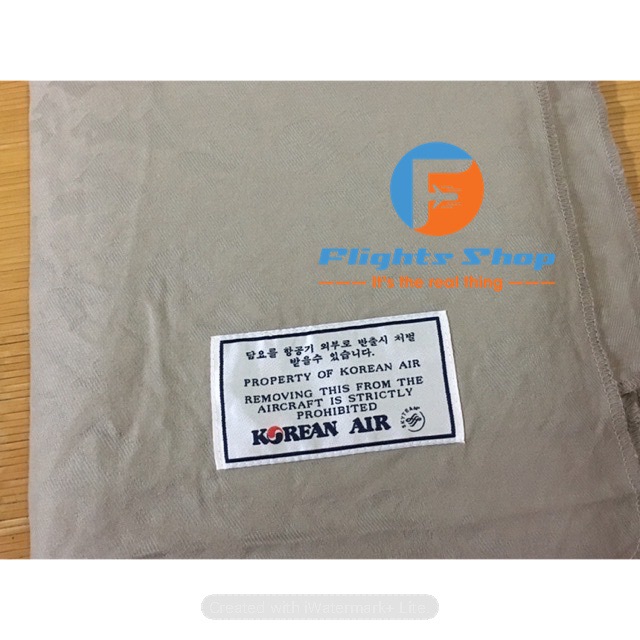 F
Flights Shop
It's the real thing
담요를 항공기 외부로 반출시 처벌
받을수 있습니다.
PROPERTY OF KOREAN AIR
REMOVING THIS FROM THE
AIRCRAFT IS STRICTLY
PROHIBITED
KOREAN AIR
SKYTEAM
Created with iWatermark+ Lite